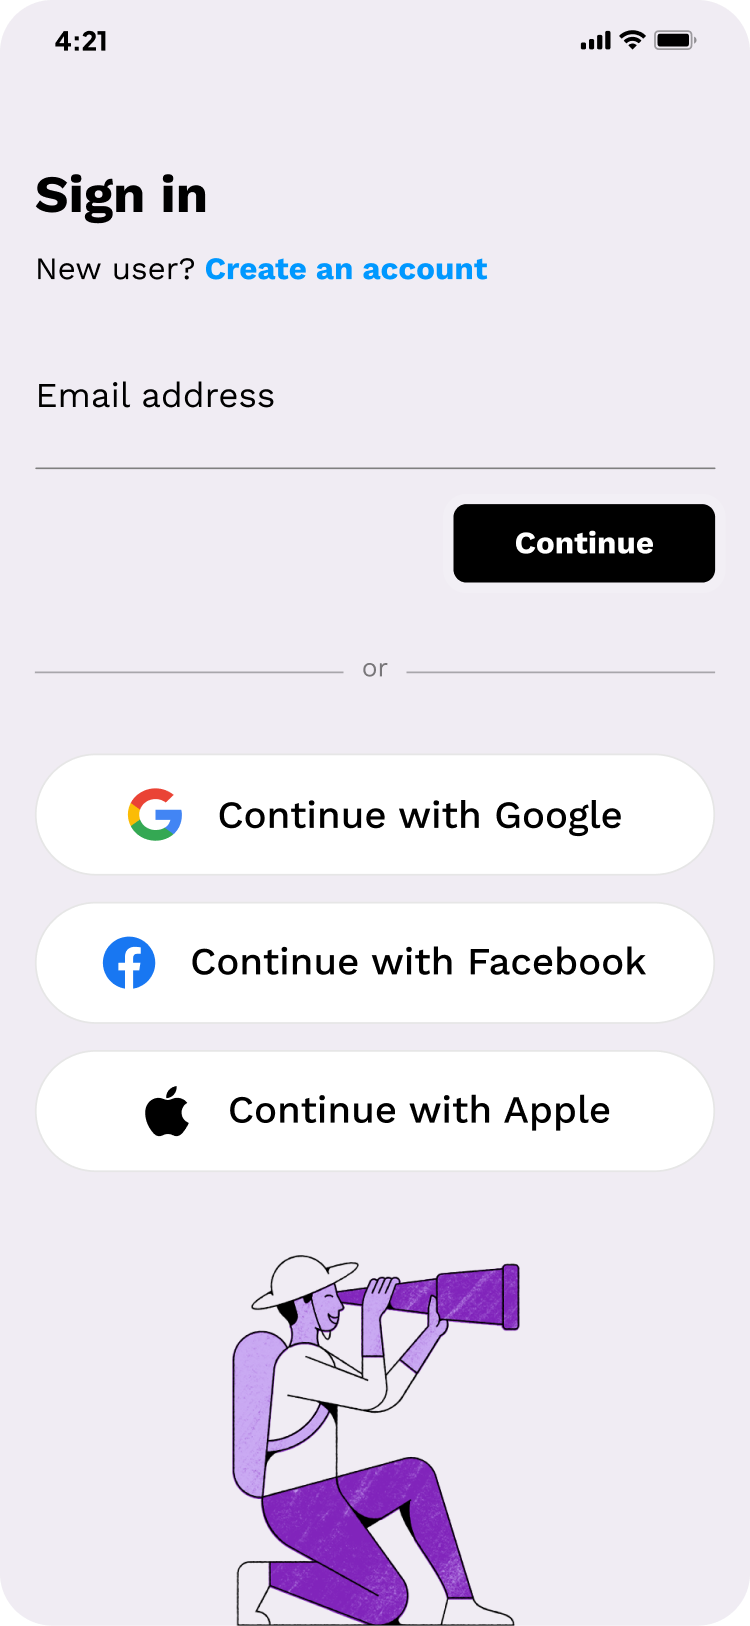 4:21
Sign in
New user? Create an account
Email address
Continue
or
Continue with Google
Continue with Facebook
Continue with Apple